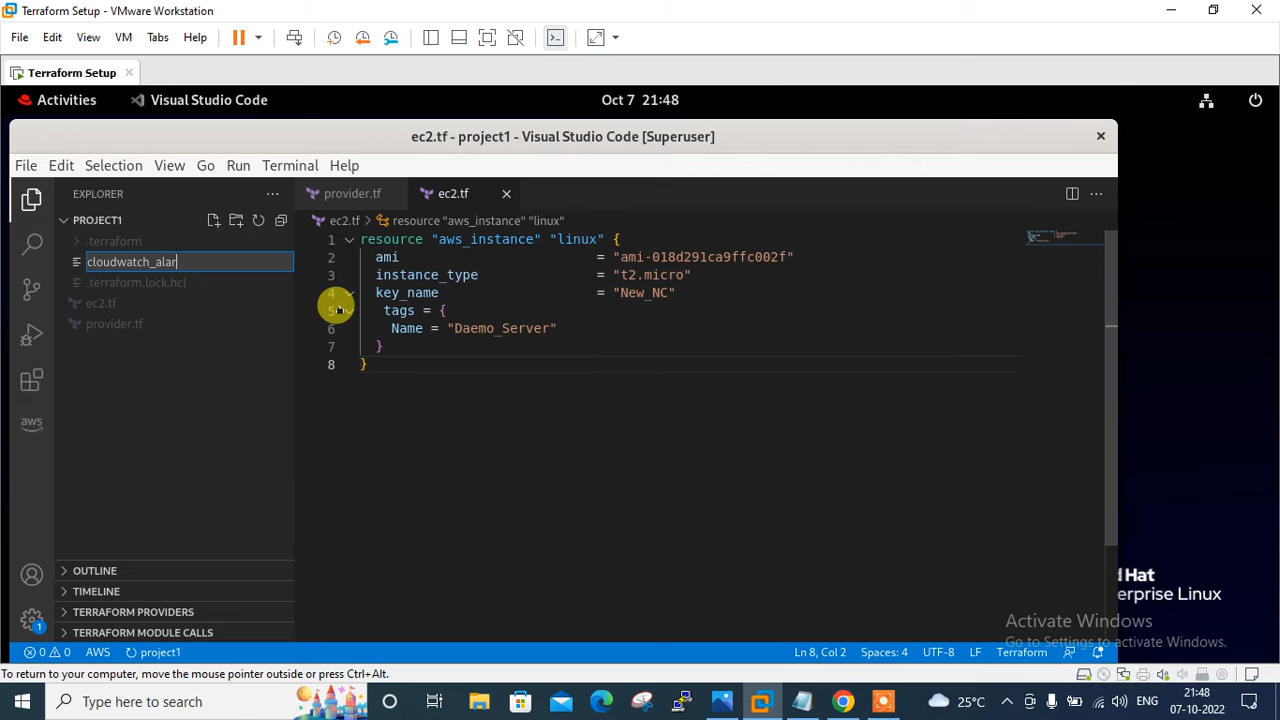 Terraform Setup - VMware Workstation
File Edit View VM Tabs Help
Terraform Setup
Activities Visual Studio Code Oct 7 21:48
ec2.tf - project1 - Visual Studio Code [Superuser]
File Edit Selection View Go Run Terminal Help
EXPLORER
provider.tf ec2.tf
PROJECT1
ec2.tf > resource "aws_instance" "linux"
.terraform
cloudwatch_alar
.terraform.lock.hcl
ec2.tf
provider.tf
1 resource "aws_instance" "linux" {
2 ami = "ami-018d291ca9ffc002f"
3 instance_type = "t2.micro"
4 key_name = "New_NC"
5 tags = {
6 Name = "Daemo_Server"
7 }
8 }
OUTLINE
TIMELINE
TERRAFORM PROVIDERS
TERRAFORM MODULE CALLS
1
Hat
erprise Linux
Activate Windows
Go to Settings to activate Windows.
0 0 AWS project1 Ln 8, Col 2 Spaces: 4 UTF-8 LF Terraform
To return to your computer, move the mouse pointer outside or press Ctrl+Alt.
Type here to search 25°C ENG 21:48
07-10-2022